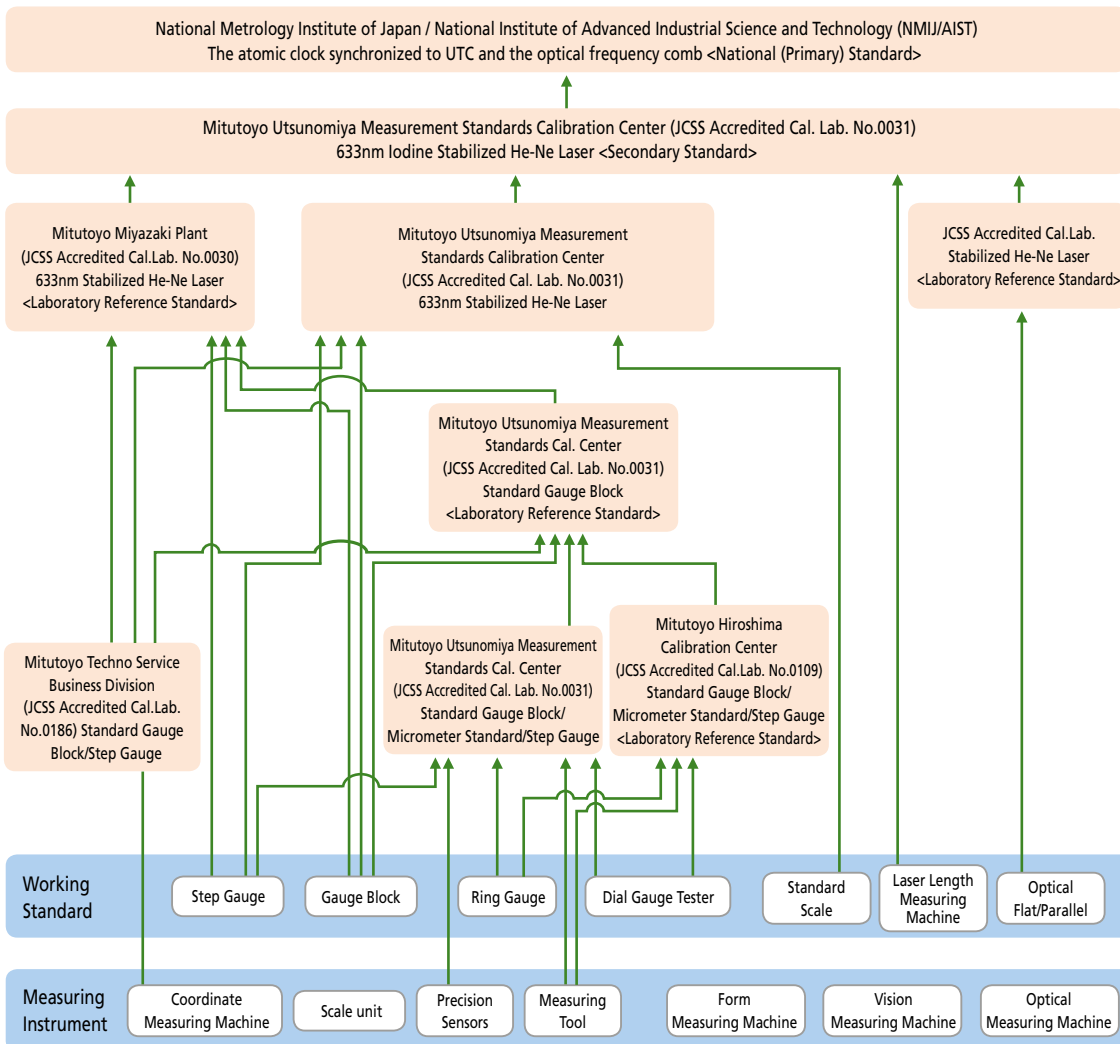 National Metrology Institute of Japan / National Institute of Advanced Industrial Science and Technology (NMIJ/AIST)
The atomic clock synchronized to UTC and the optical frequency comb <National (Primary) Standard>
Mitutoyo Utsunomiya Measurement Standards Calibration Center (JCSS Accredited Cal. Lab. No.0031)
633nm Iodine Stabilized He-Ne Laser <Secondary Standard>
Mitutoyo Miyazaki Plant
(JCSS Accredited Cal.Lab. No.0030)
633nm Stabilized He-Ne Laser
<Laboratory Reference Standard>
Mitutoyo Utsunomiya Measurement
Standards Calibration Center
(JCSS Accredited Cal. Lab. No.0031)
633nm Stabilized He-Ne Laser
JCSS Accredited Cal.Lab.
Stabilized He-Ne Laser
<Laboratory Reference Standard>
Mitutoyo Utsunomiya Measurement
Standards Cal. Center
(JCSS Accredited Cal. Lab. No.0031)
Standard Gauge Block
<Laboratory Reference Standard>
Mitutoyo Techno Service
Business Division
(JCSS Accredited Cal.Lab.
No.0186) Standard Gauge
Block/Step Gauge
Mitutoyo Utsunomiya Measurement
Standards Cal. Center
(JCSS Accredited Cal. Lab. No.0031)
Standard Gauge Block/
Micrometer Standard/Step Gauge
Mitutoyo Hiroshima
Calibration Center
(JCSS Accredited Cal.Lab. No.0109)
Standard Gauge Block/
Micrometer Standard/Step Gauge
<Laboratory Reference Standard>
Working
Standard
Step Gauge
Gauge Block
Ring Gauge
Dial Gauge Tester
Standard
Scale
Laser Length
Measuring
Machine
Optical
Flat/Parallel
Measuring
Instrument
Coordinate
Measuring Machine
Scale unit
Precision
Sensors
Measuring
Tool
Form
Measuring Machine
Vision
Measuring Machine
Optical
Measuring Machine